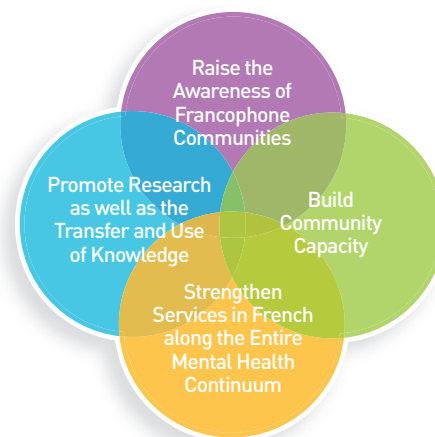 Raise the
Awareness of
Francophone
Communities
Promote Research
as well as the
Transfer and Use
of Knowledge
Build
Community
Capacity
Strengthen
Services in French
along the Entire
Mental Health
Continuum